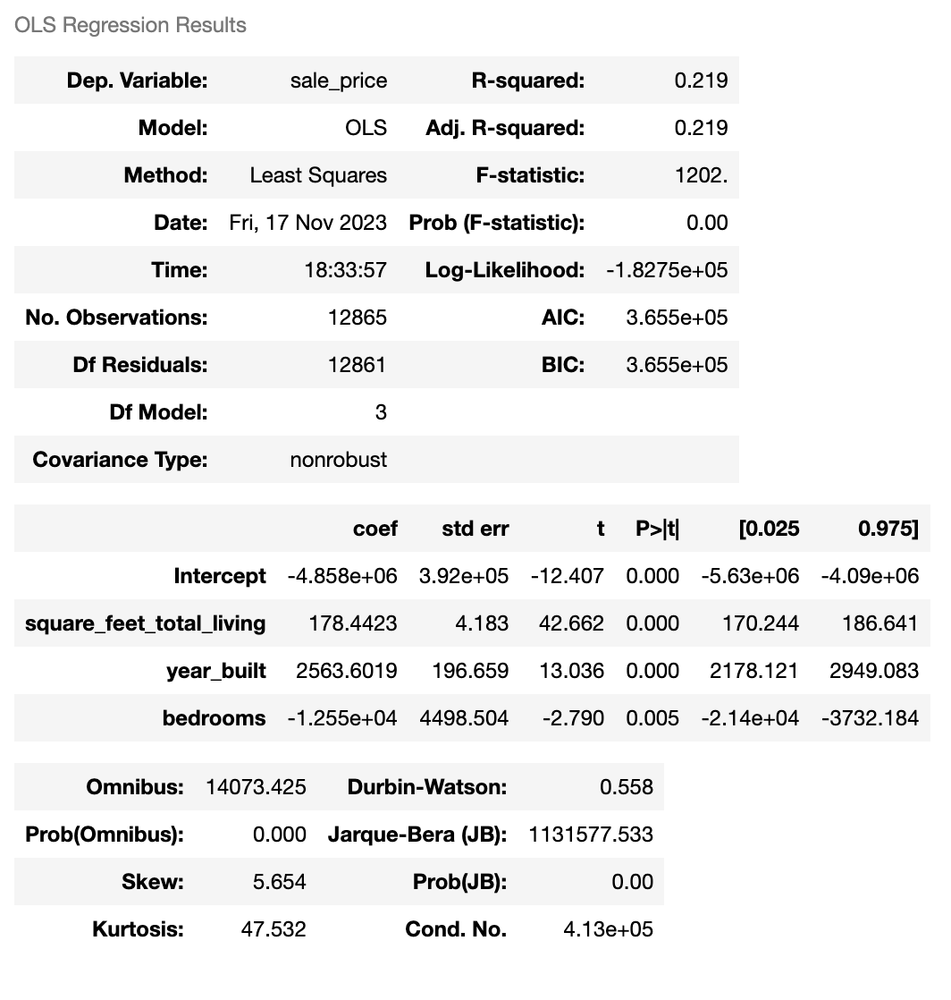 OLS Regression Results
Dep. Variable: sale_price R-squared: 0.219
Model: OLS Adj. R-squared: 0.219
Method: Least Squares F-statistic: 1202.
Date: Fri, 17 Nov 2023 Prob (F-statistic): 0.00
Time: 18:33:57 Log-Likelihood: -1.8275e+05
No. Observations: 12865 AIC: 3.655e+05
Df Residuals: 12861 BIC: 3.655e+05
Df Model: 3
Covariance Type: nonrobust
coef std err t P>|t| [0.025 0.975]
Intercept -4.858e+06 3.92e+05 -12.407 0.000 -5.63e+06 -4.09e+06
square_feet_total_living 178.4423 4.183 42.662 0.000 170.244 186.641
year_built 2563.6019 196.659 13.036 0.000 2178.121 2949.083
bedrooms -1.255e+04 4498.504 -2.790 0.005 -2.14e+04 -3732.184
Omnibus: 14073.425 Durbin-Watson: 0.558
Prob(Omnibus): 0.000 Jarque-Bera (JB): 1131577.533
Skew: 5.654 Prob(JB): 0.00
Kurtosis: 47.532 Cond. No. 4.13e+05